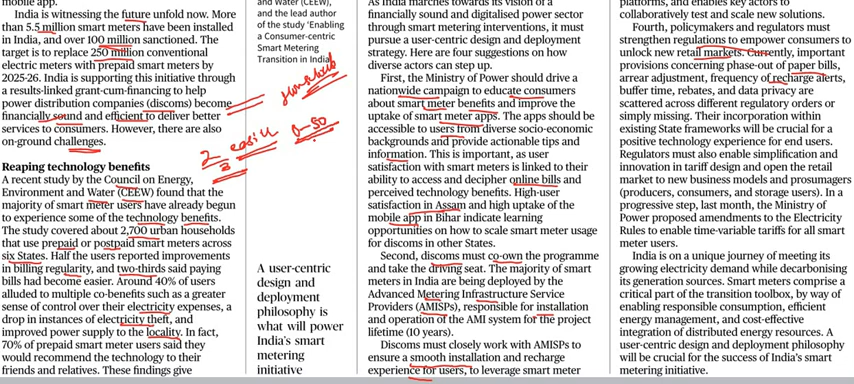 mobile app.
India is witnessing the future unfold now. More
than 5.5 million smart meters have been installed
in India, and over 100 million sanctioned. The
target is to replace 250 million conventional
electric meters with prepaid smart meters by
2025-26. India is supporting this initiative through
a results-linked grant-cum-financing to help
power distribution companies (discoms) become
financially sound and efficient to deliver better
services to consumers. However, there are also
on-ground challenges.
Reaping technology benefits
A recent study by the Council on Energy,
Environment and Water (CEEW) found that the
majority of smart meter users have already begun
to experience some of the technology benefits.
The study covered about 2,700 urban households
that use prepaid or postpaid smart meters across
six States. Half the users reported improvements
in billing regularity, and two-thirds said paying
bills had become easier. Around 40% of users
alluded to multiple co-benefits such as a greater
sense of control over their electricity expenses, a
drop in instances of electricity theft, and
improved power supply to the locality. In fact,
70% of prepaid smart meter users said they
would recommend the technology to their
friends and relatives. These findings give
and Water (CEEW),
and the lead author
of the study 'Enabling
a Consumer-centric
Smart Metering
Transition in India'
2
0-50
A user-centric
design and
deployment
philosophy is
what will power
India's smart
metering
initiative
As India marches towards its vision of a
financially sound and digitalised power sector
through smart metering interventions, it must
pursue a user-centric design and deployment
strategy. Here are four suggestions on how
diverse actors can step up.
First, the Ministry of Power should drive a
nationwide campaign to educate consumers
about smart meter benefits and improve the
uptake of smart meter apps. The apps should be
accessible to users from diverse socio-economic
backgrounds and provide actionable tips and
information. This is important, as user
satisfaction with smart meters is linked to their
ability to access and decipher online bills and
perceived technology benefits. High-user
satisfaction in Assam and high uptake of the
mobile app in Bihar indicate learning
opportunities on how to scale smart meter usage
for discoms in other States.
Second, discoms must co-own the programme
and take the driving seat. The majority of smart
meters in India are being deployed by the
Advanced Metering Infrastructure Service
Providers (AMISPs), responsible for installation
and operation of the AMI system for the project
lifetime (10 years).
Discoms must closely work with AMISPs to
ensure a smooth installation and recharge
experience for users, to leverage smart meter
platforms, and enables key actors to
collaboratively test and scale new solutions.
Fourth, policymakers and regulators must
strengthen regulations to empower consumers to
unlock new retail markets. Currently, important
provisions concerning phase-out of paper bills,
arrear adjustment, frequency of recharge alerts,
buffer time, rebates, and data privacy are
scattered across different regulatory orders or
simply missing. Their incorporation within
existing State frameworks will be crucial for a
positive technology experience for end users.
Regulators must also enable simplification and
innovation in tariff design and open the retail
market to new business models and prosumagers
(producers, consumers, and storage users). In a
progressive step, last month, the Ministry of
Power proposed amendments to the Electricity
Rules to enable time-variable tariffs for all smart
meter users.
India is on a unique journey of meeting its
growing electricity demand while decarbonising
its generation sources. Smart meters comprise a
critical part of the transition toolbox, by way of
enabling responsible consumption, efficient
energy management, and cost-effective
integration of distributed energy resources. A
user-centric design and deployment philosophy
will be crucial for the success of India's smart
metering initiative.